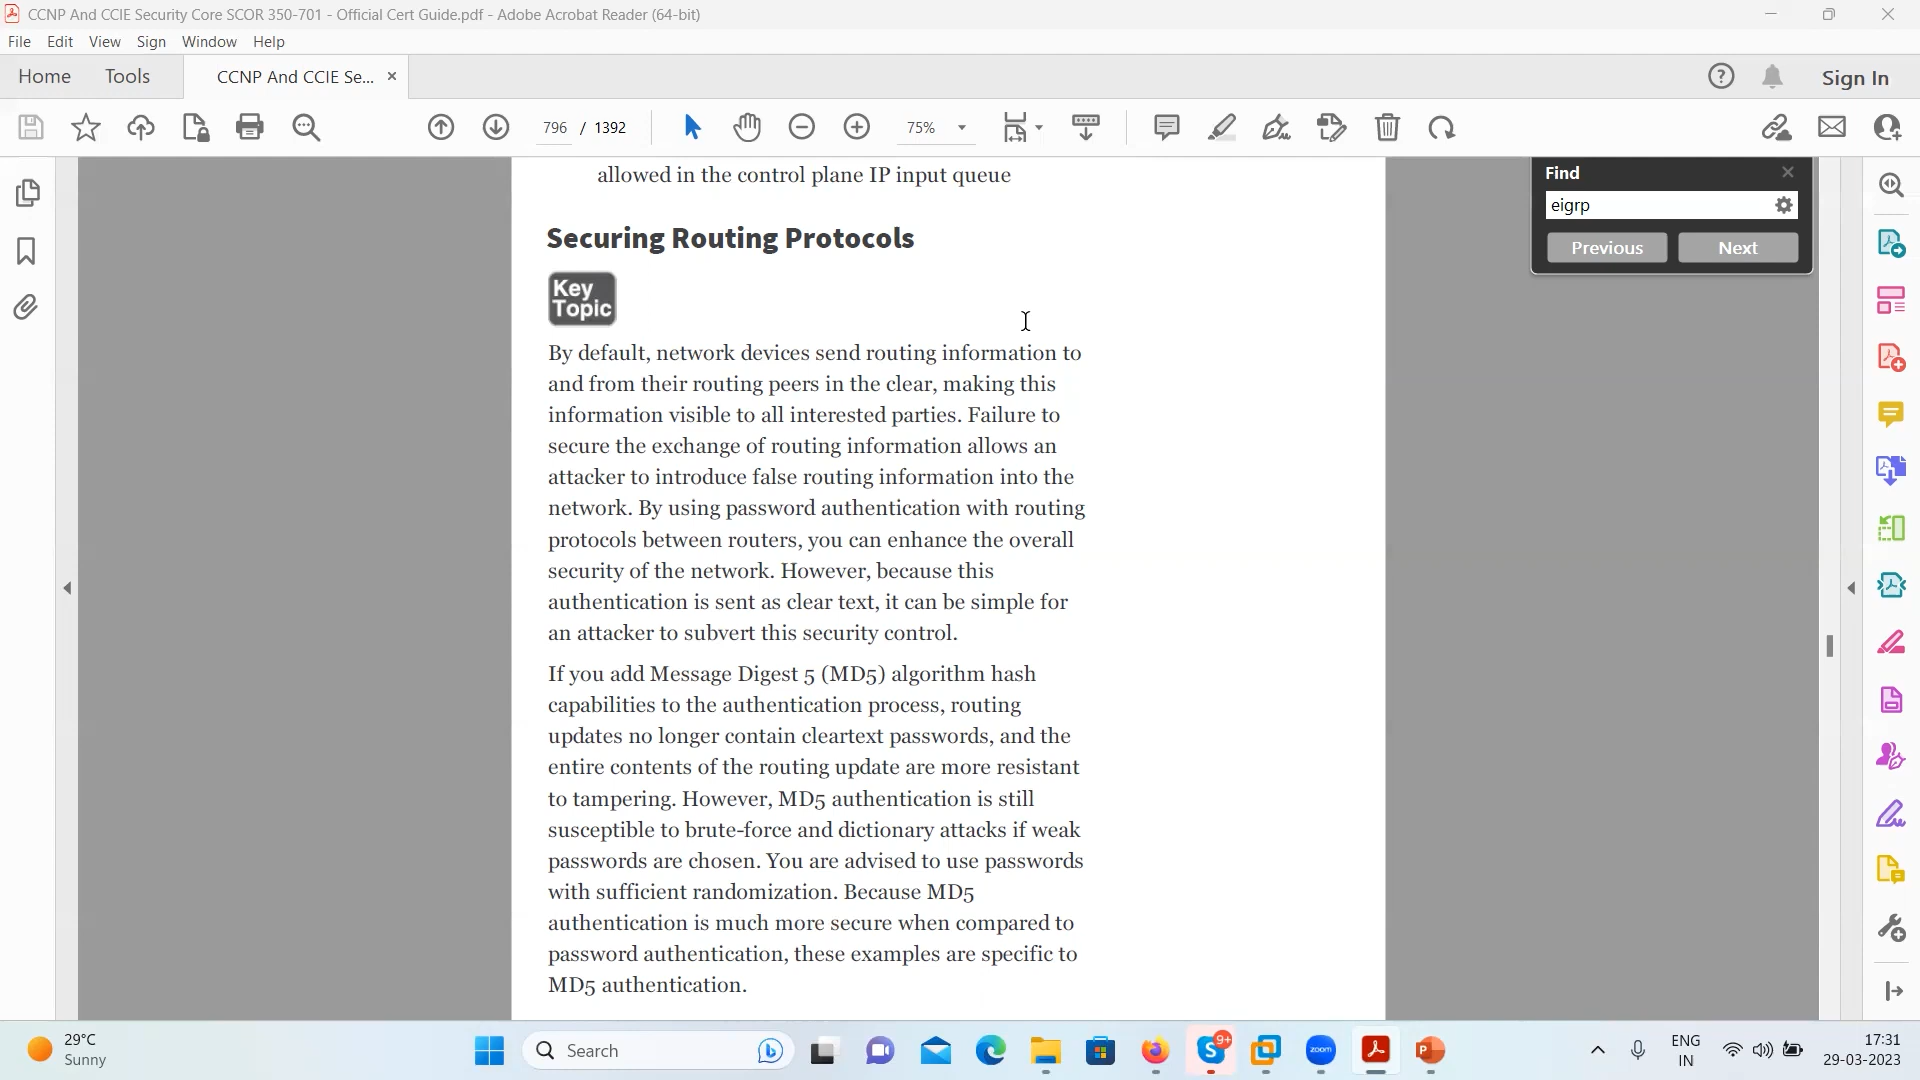 CCNP And CCIE Security Core SCOR 350-701 - Official Cert Guide.pdf - Adobe Acrobat Reader (64-bit)
File Edit View Sign Window Help
Home Tools CCNP And CCIE Se... Sign In
796 / 1392 75%
allowed in the control plane IP input queue
Find
eigrp
Previous Next
Securing Routing Protocols
Key
Topic
By default, network devices send routing information to
and from their routing peers in the clear, making this
information visible to all interested parties. Failure to
secure the exchange of routing information allows an
attacker to introduce false routing information into the
network. By using password authentication with routing
protocols between routers, you can enhance the overall
security of the network. However, because this
authentication is sent as clear text, it can be simple for
an attacker to subvert this security control.
If you add Message Digest 5 (MD5) algorithm hash
capabilities to the authentication process, routing
updates no longer contain cleartext passwords, and the
entire contents of the routing update are more resistant
to tampering. However, MD5 authentication is still
susceptible to brute-force and dictionary attacks if weak
passwords are chosen. You are advised to use passwords
with sufficient randomization. Because MD5
authentication is much more secure when compared to
password authentication, these examples are specific to
MD5 authentication.
29°C
Sunny
Search
9+
zoom
ENG
IN
17:31
29-03-2023